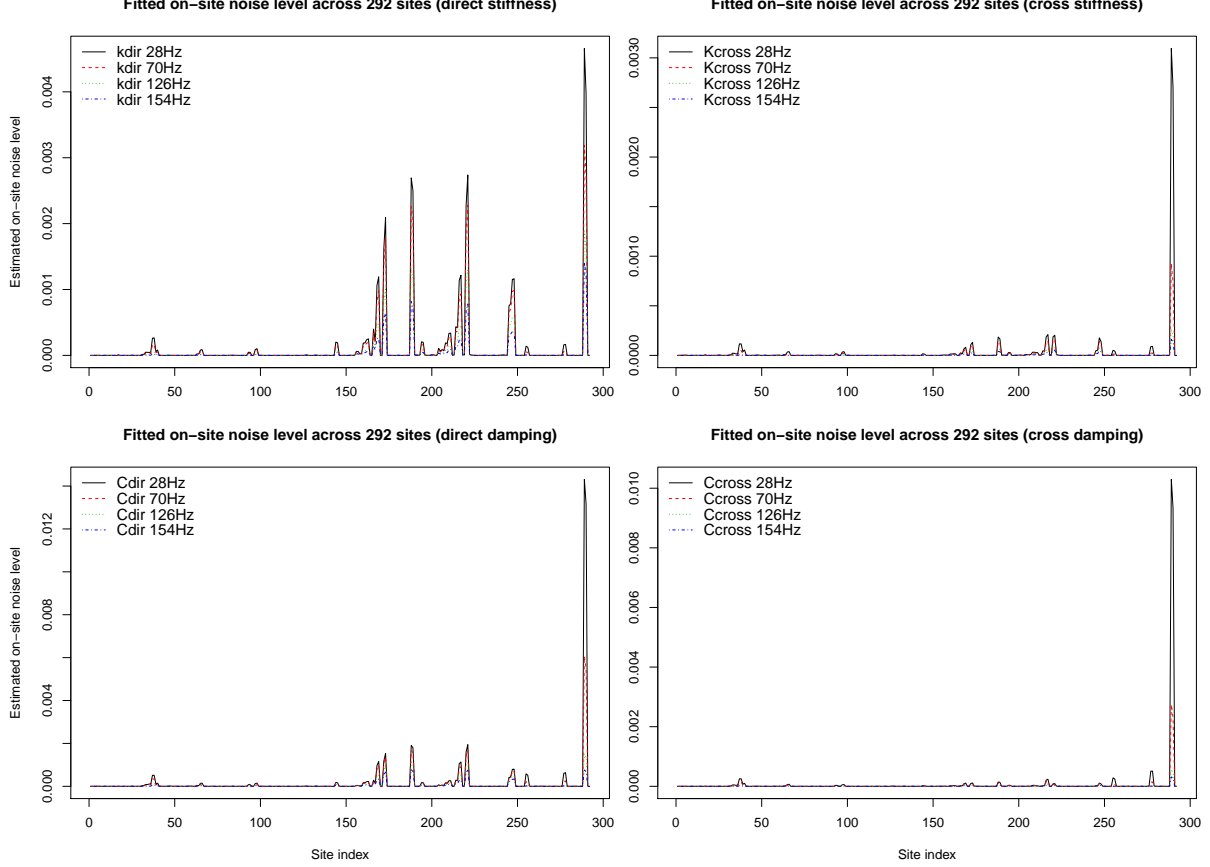 Fitted on−site noise level across 292 sites (direct stiffness)
kdir 28Hz
kdir 70Hz
kdir 126Hz
kdir 154Hz
Estimated on−site noise level
0.000
0.001
0.002
0.003
0.004
0 50 100 150 200 250 300
Fitted on−site noise level across 292 sites (cross stiffness)
Kcross 28Hz
Kcross 70Hz
Kcross 126Hz
Kcross 154Hz
0.0000
0.0010
0.0020
0.0030
0 50 100 150 200 250 300
Fitted on−site noise level across 292 sites (direct damping)
Cdir 28Hz
Cdir 70Hz
Cdir 126Hz
Cdir 154Hz
Estimated on−site noise level
0.000
0.004
0.008
0.012
0 50 100 150 200 250 300
Site index
Fitted on−site noise level across 292 sites (cross damping)
Ccross 28Hz
Ccross 70Hz
Ccross 126Hz
Ccross 154Hz
0.000
0.002
0.004
0.006
0.008
0.010
0 50 100 150 200 250 300
Site index